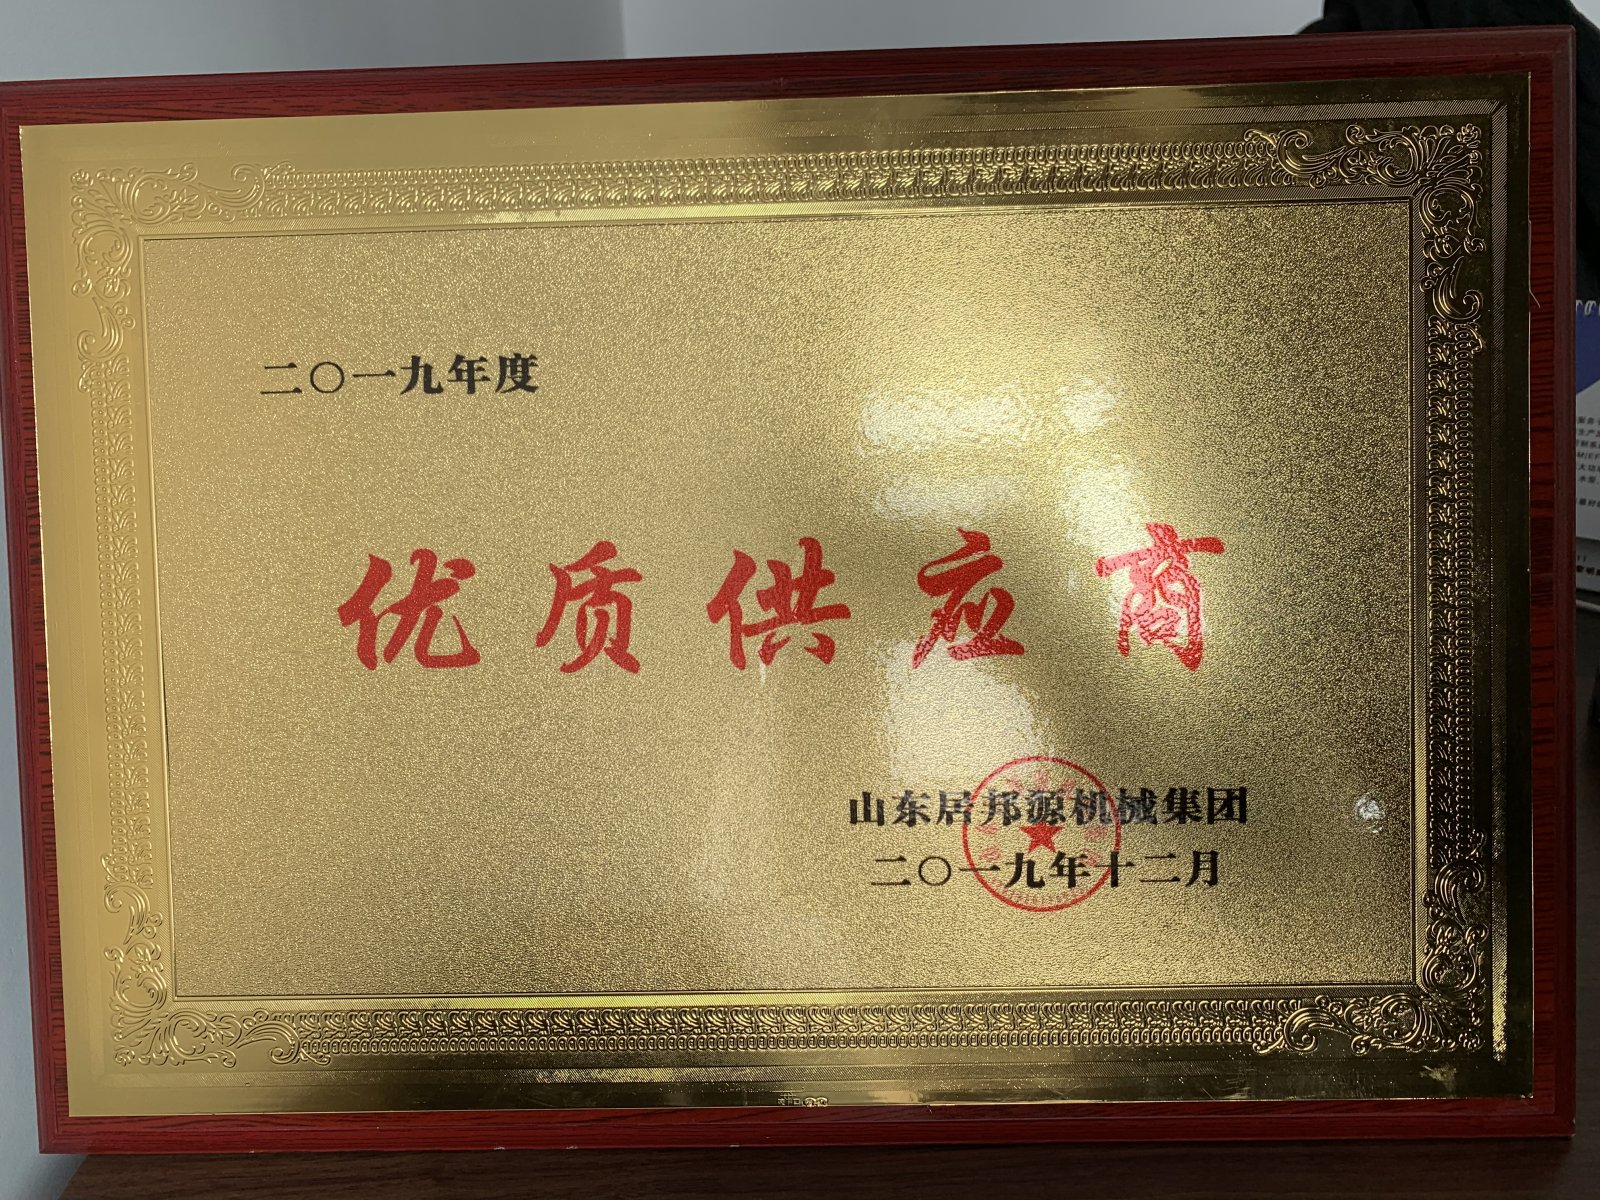 二〇一九年度
优质供应商
山东居邦源机械集团
二〇一九年十二月